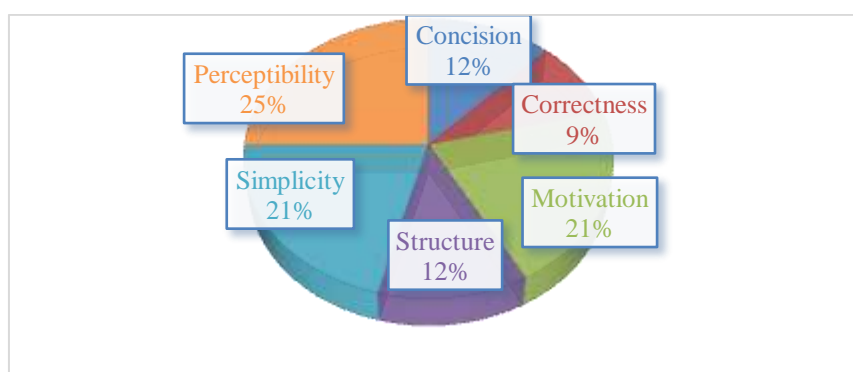 Concision
12%
Perceptibility
25%
Correctness
9%
Simplicity
21%
Motivation
21%
Structure
12%